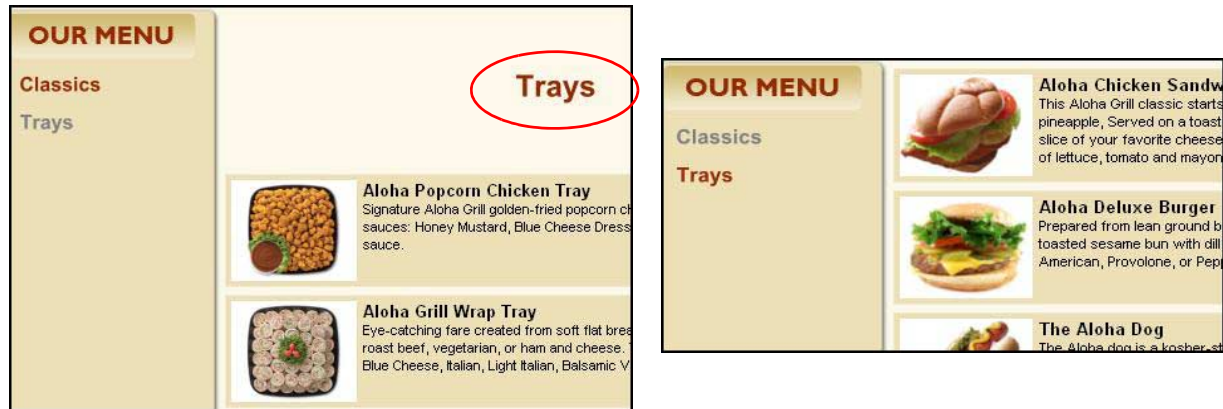 OUR MENU
Classics
Trays
Trays
Aloha Popcorn Chicken Tray
Signature Aloha Grill golden-fried popcorn
sauces: Honey Mustard, Blue Cheese Dress
sauce.
Aloha Grill Wrap Tray
Eye-catching fare created from soft flat brea
roast beef, vegetarian, or ham and cheese.
Blue Cheese, Italian, Light Italian, Balsamic V
OUR MENU
Classics
Trays
Aloha Chicken Sandw
This Aloha Grill classic starts
pineapple, Served on a toast
slice of your favorite cheese
of lettuce, tomato and mayon
Aloha Deluxe Burger
Prepared from lean ground b
toasted sesame bun with dill
American, Provolone, or Pepp
The Aloha Dog
The Aloha dog is a kosher-st